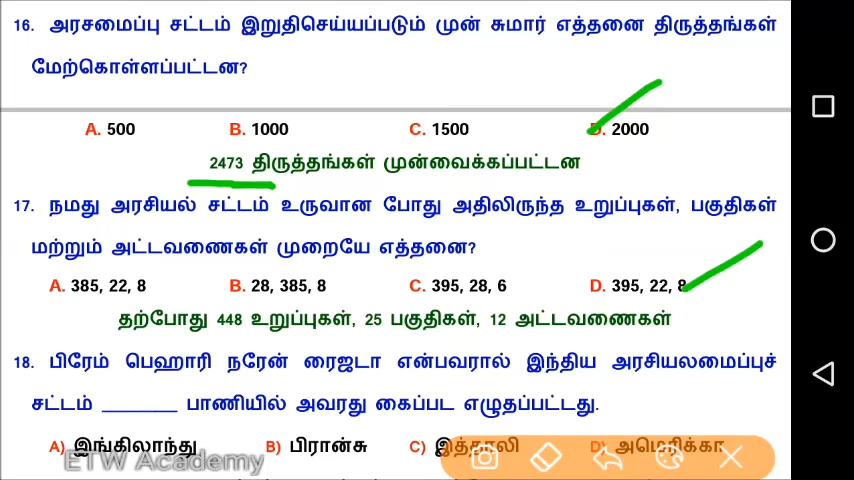 16. அரசமைப்பு சட்டம் இறுதிசெய்யப்படும் முன் சுமார் எத்தனை திருத்தங்கள்
மேற்கொள்ளப்பட்டன?
A. 500 B. 1000 C. 1500 D. 2000
2473 திருத்தங்கள் முன்வைக்கப்பட்டன
17. நமது அரசியல் சட்டம் உருவான போது அதிலிருந்த உறுப்புகள், பகுதிகள்
மற்றும் அட்டவணைகள் முறையே எத்தனை?
A. 385, 22, 8 B. 28, 385, 8 C. 395, 28, 6 D. 395, 22, 8
தற்போது 448 உறுப்புகள், 25 பகுதிகள், 12 அட்டவணைகள்
18. பிரேம் பெஹாரி நரேன் ரைஜடா என்பவரால் இந்திய அரசியலமைப்புச்
சட்டம் ________ பாணியில் அவரது கைப்பட எழுதப்பட்டது.
A) இங்கிலாந்து B) பிரான்சு C) இத்தாலி D) அமெரிக்கா
ETW Academy